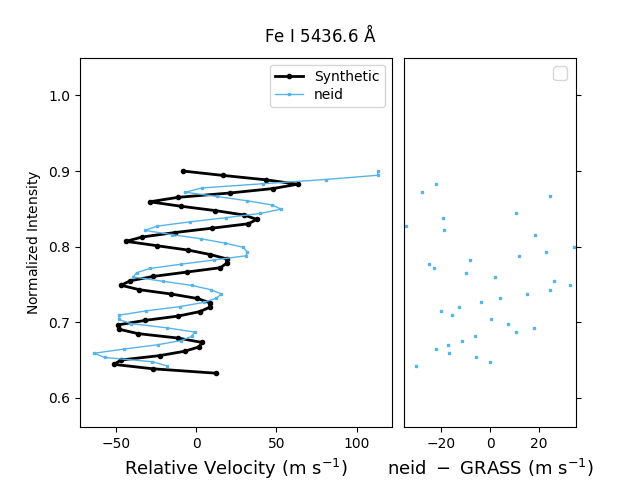 Fe I 5436.6 Å
Synthetic
neid
Normalized Intensity
1.0
0.9
0.8
0.7
0.6
−50
0
50
100
−20
0
20
Relative Velocity (m s⁻¹)
neid − GRASS (m s⁻¹)